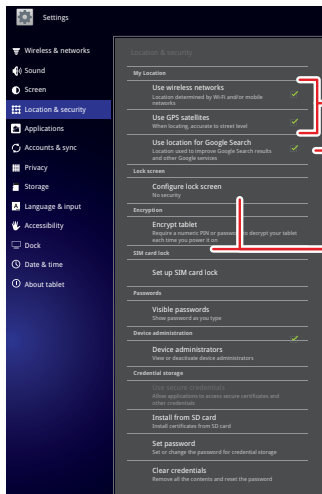 Settings
Wireless & networks
Sound
Screen
Location & security
Applications
Accounts & sync
Privacy
Storage
Language & input
Accessibility
Dock
Date & time
About tablet
Location & security
My Location
Use wireless networks
Location determined by Wi-Fi and/or mobile
networks
Use GPS satellites
When locating, accurate to street level
Use location for Google Search
Location used to improve Google Search results
and other Google services
Lock screen
Configure lock screen
No security
Encryption
Encrypt tablet
Require a numeric PIN or password to decrypt your tablet
each time you power it on
SIM card lock
Set up SIM card lock
Passwords
Visible passwords
Show password as you type
Device administration
Device administrators
View or deactivate device administrators
Credential storage
Use secure credentials
Allow applications to access secure certificates and
other credentials
Install from SD card
Install certificates from SD card
Set password
Set or change the password for credential storage
Clear credentials
Remove all the contents and reset the password